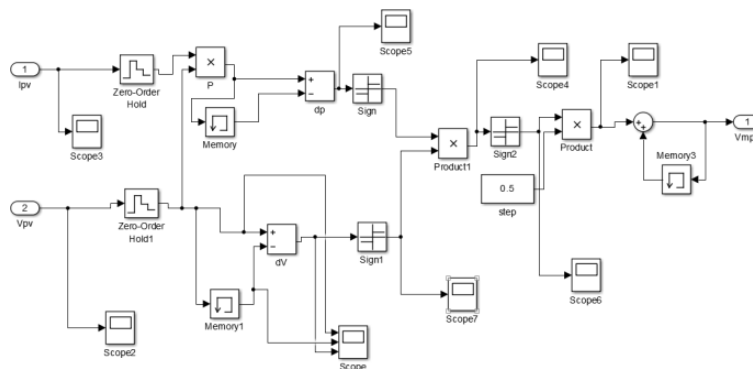 Scope5
Scope4
Scope1
1
Ipv
Zero-Order
Hold
×
P
+
−
dp
Sign
Scope3
Memory
×
Product1
Sign2
×
Product
+
+
1
Vmp
Memory3
0.5
step
2
Vpv
Zero-Order
Hold1
+
−
dV
Sign1
Scope7
Scope6
Memory1
Scope2
Scope